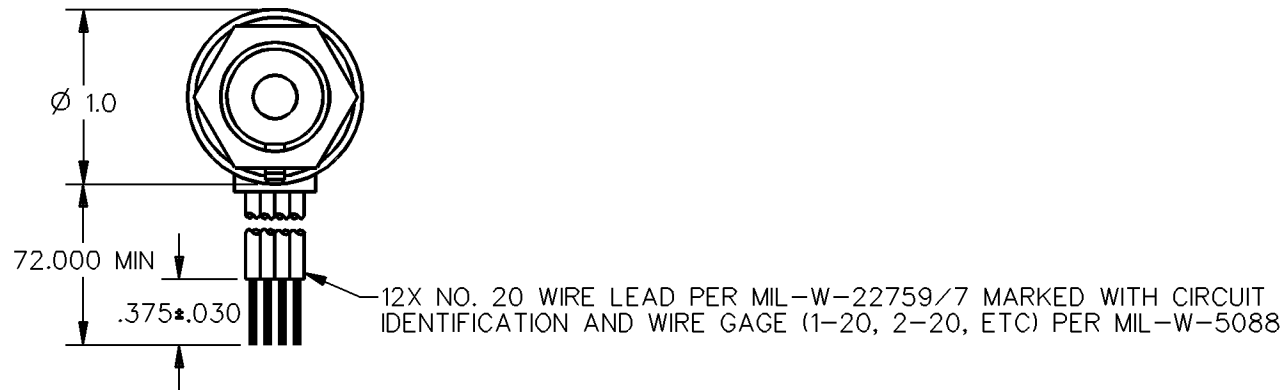 Ø 1.0
72.000 MIN
.375±.030
12X NO. 20 WIRE LEAD PER MIL-W-22759/7 MARKED WITH CIRCUIT
IDENTIFICATION AND WIRE GAGE (1-20, 2-20, ETC) PER MIL-W-5088